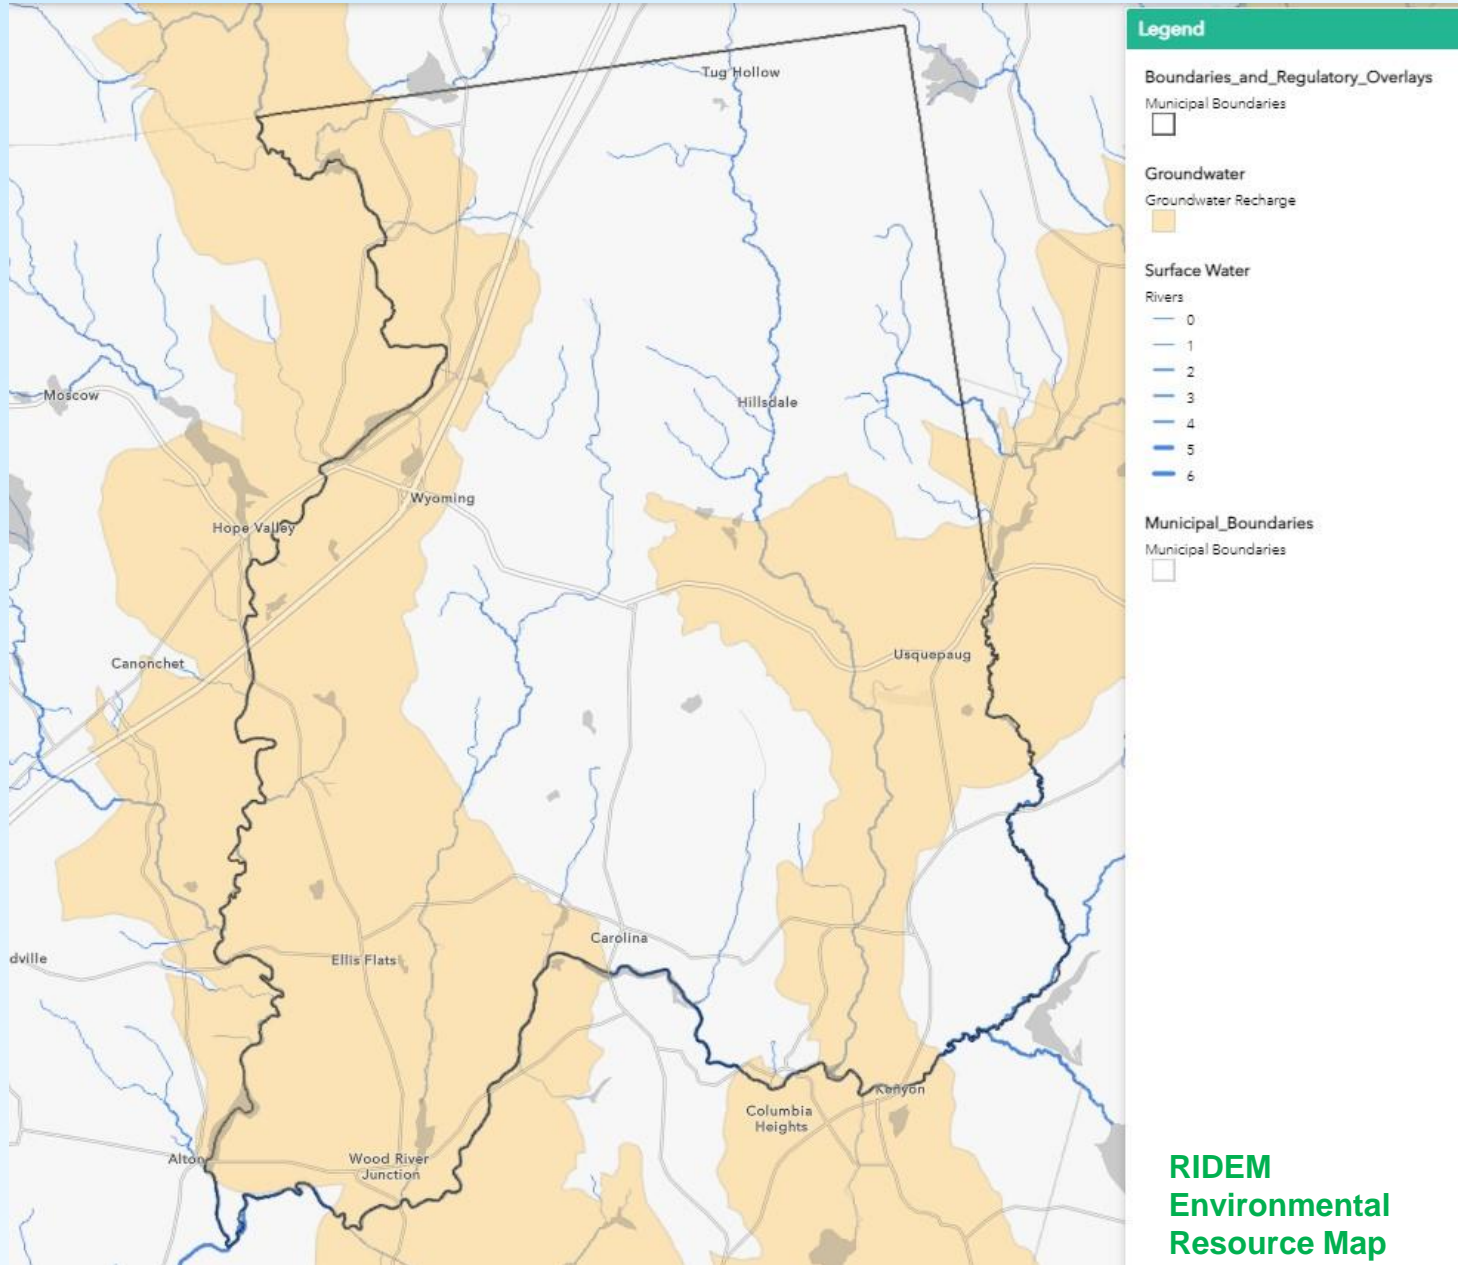 Tug Hollow
Moscow
Hillsdale
Wyoming
Hope Valley
Canonchet
Usquepaug
Carolina
dville
Ellis Flats
Kenyon
Columbia
Heights
Alton
Wood River
Junction
Legend
Boundaries_and_Regulatory_Overlays
Municipal Boundaries
Groundwater
Groundwater Recharge
Surface Water
Rivers
0
1
2
3
4
5
6
Municipal_Boundaries
Municipal Boundaries
RIDEM
Environmental
Resource Map